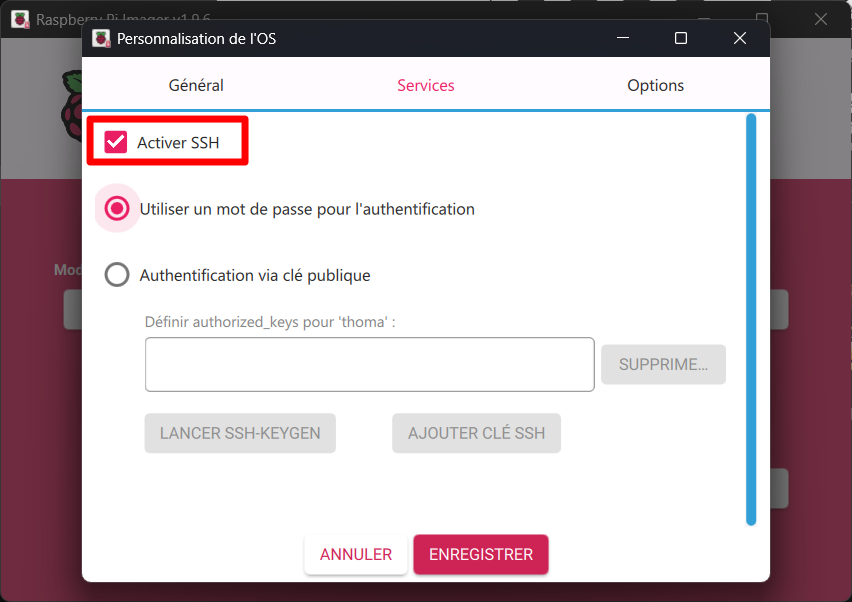 Raspberry Pi Imager v1.9.6
Personnalisation de l'OS
Général
Services
Options
Activer SSH
Utiliser un mot de passe pour l'authentification
Mod
Authentification via clé publique
Définir authorized_keys pour 'thoma' :
SUPPRIME...
LANCER SSH-KEYGEN
AJOUTER CLÉ SSH
ANNULER
ENREGISTRER